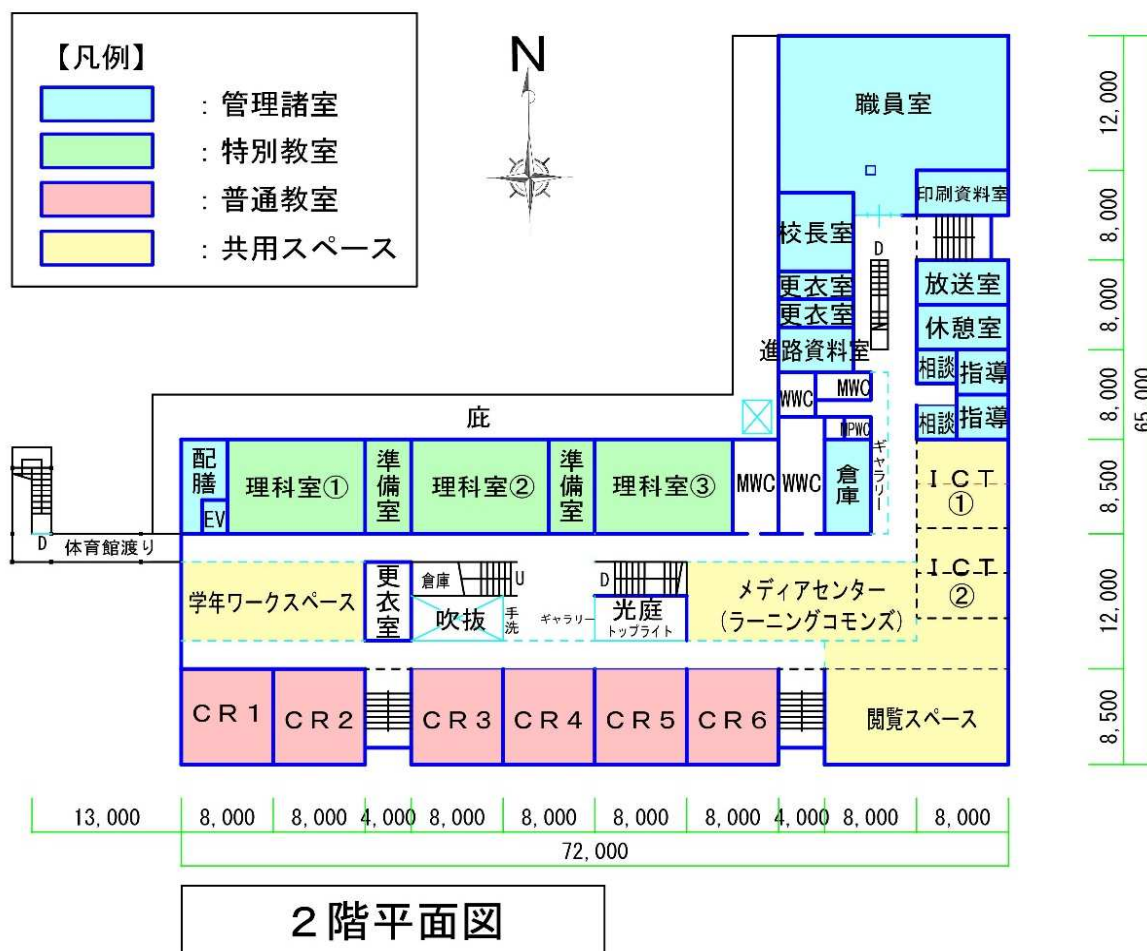 【凡例】
：管理諸室
：特別教室
：普通教室
：共用スペース
N
職員室
印刷資料室
校長室
D
更衣室
放送室
更衣室
休憩室
進路資料室
相談
指導
WWC
MWC
相談
指導
MPWC
ギャラリー
庇
配膳
EV
理科室①
準備室
理科室②
準備室
理科室③
MWC
WWC
倉庫
ICT
①
D
体育館渡り
学年ワークスペース
更衣室
倉庫
U
吹抜
手洗
ギャラリー
D
光庭
トップライト
メディアセンター
(ラーニングコモンズ)
ICT
②
CR1
CR2
CR3
CR4
CR5
CR6
閲覧スペース
12,000
8,000
8,000
8,000
8,500
12,000
8,500
65,000
13,000
8,000
8,000
4,000
8,000
8,000
8,000
8,000
4,000
8,000
8,000
72,000
2階平面図